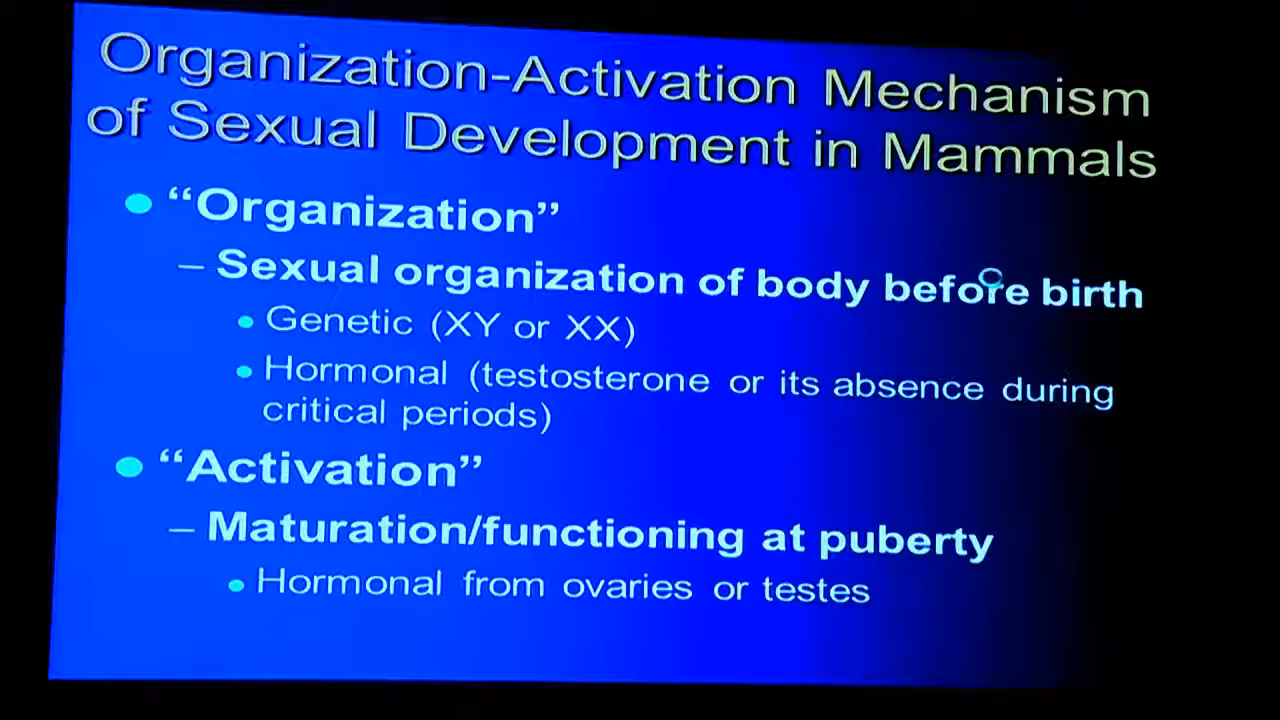 Organization-Activation Mechanism
of Sexual Development in Mammals
• “Organization”
– Sexual organization of body before birth
• Genetic (XY or XX)
• Hormonal (testosterone or its absence during
critical periods)
• “Activation”
– Maturation/functioning at puberty
• Hormonal from ovaries or testes